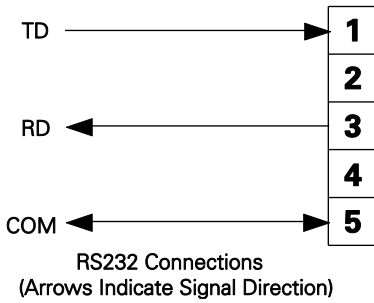 TD 1
2
RD 3
4
COM 5
RS232 Connections
(Arrows Indicate Signal Direction)